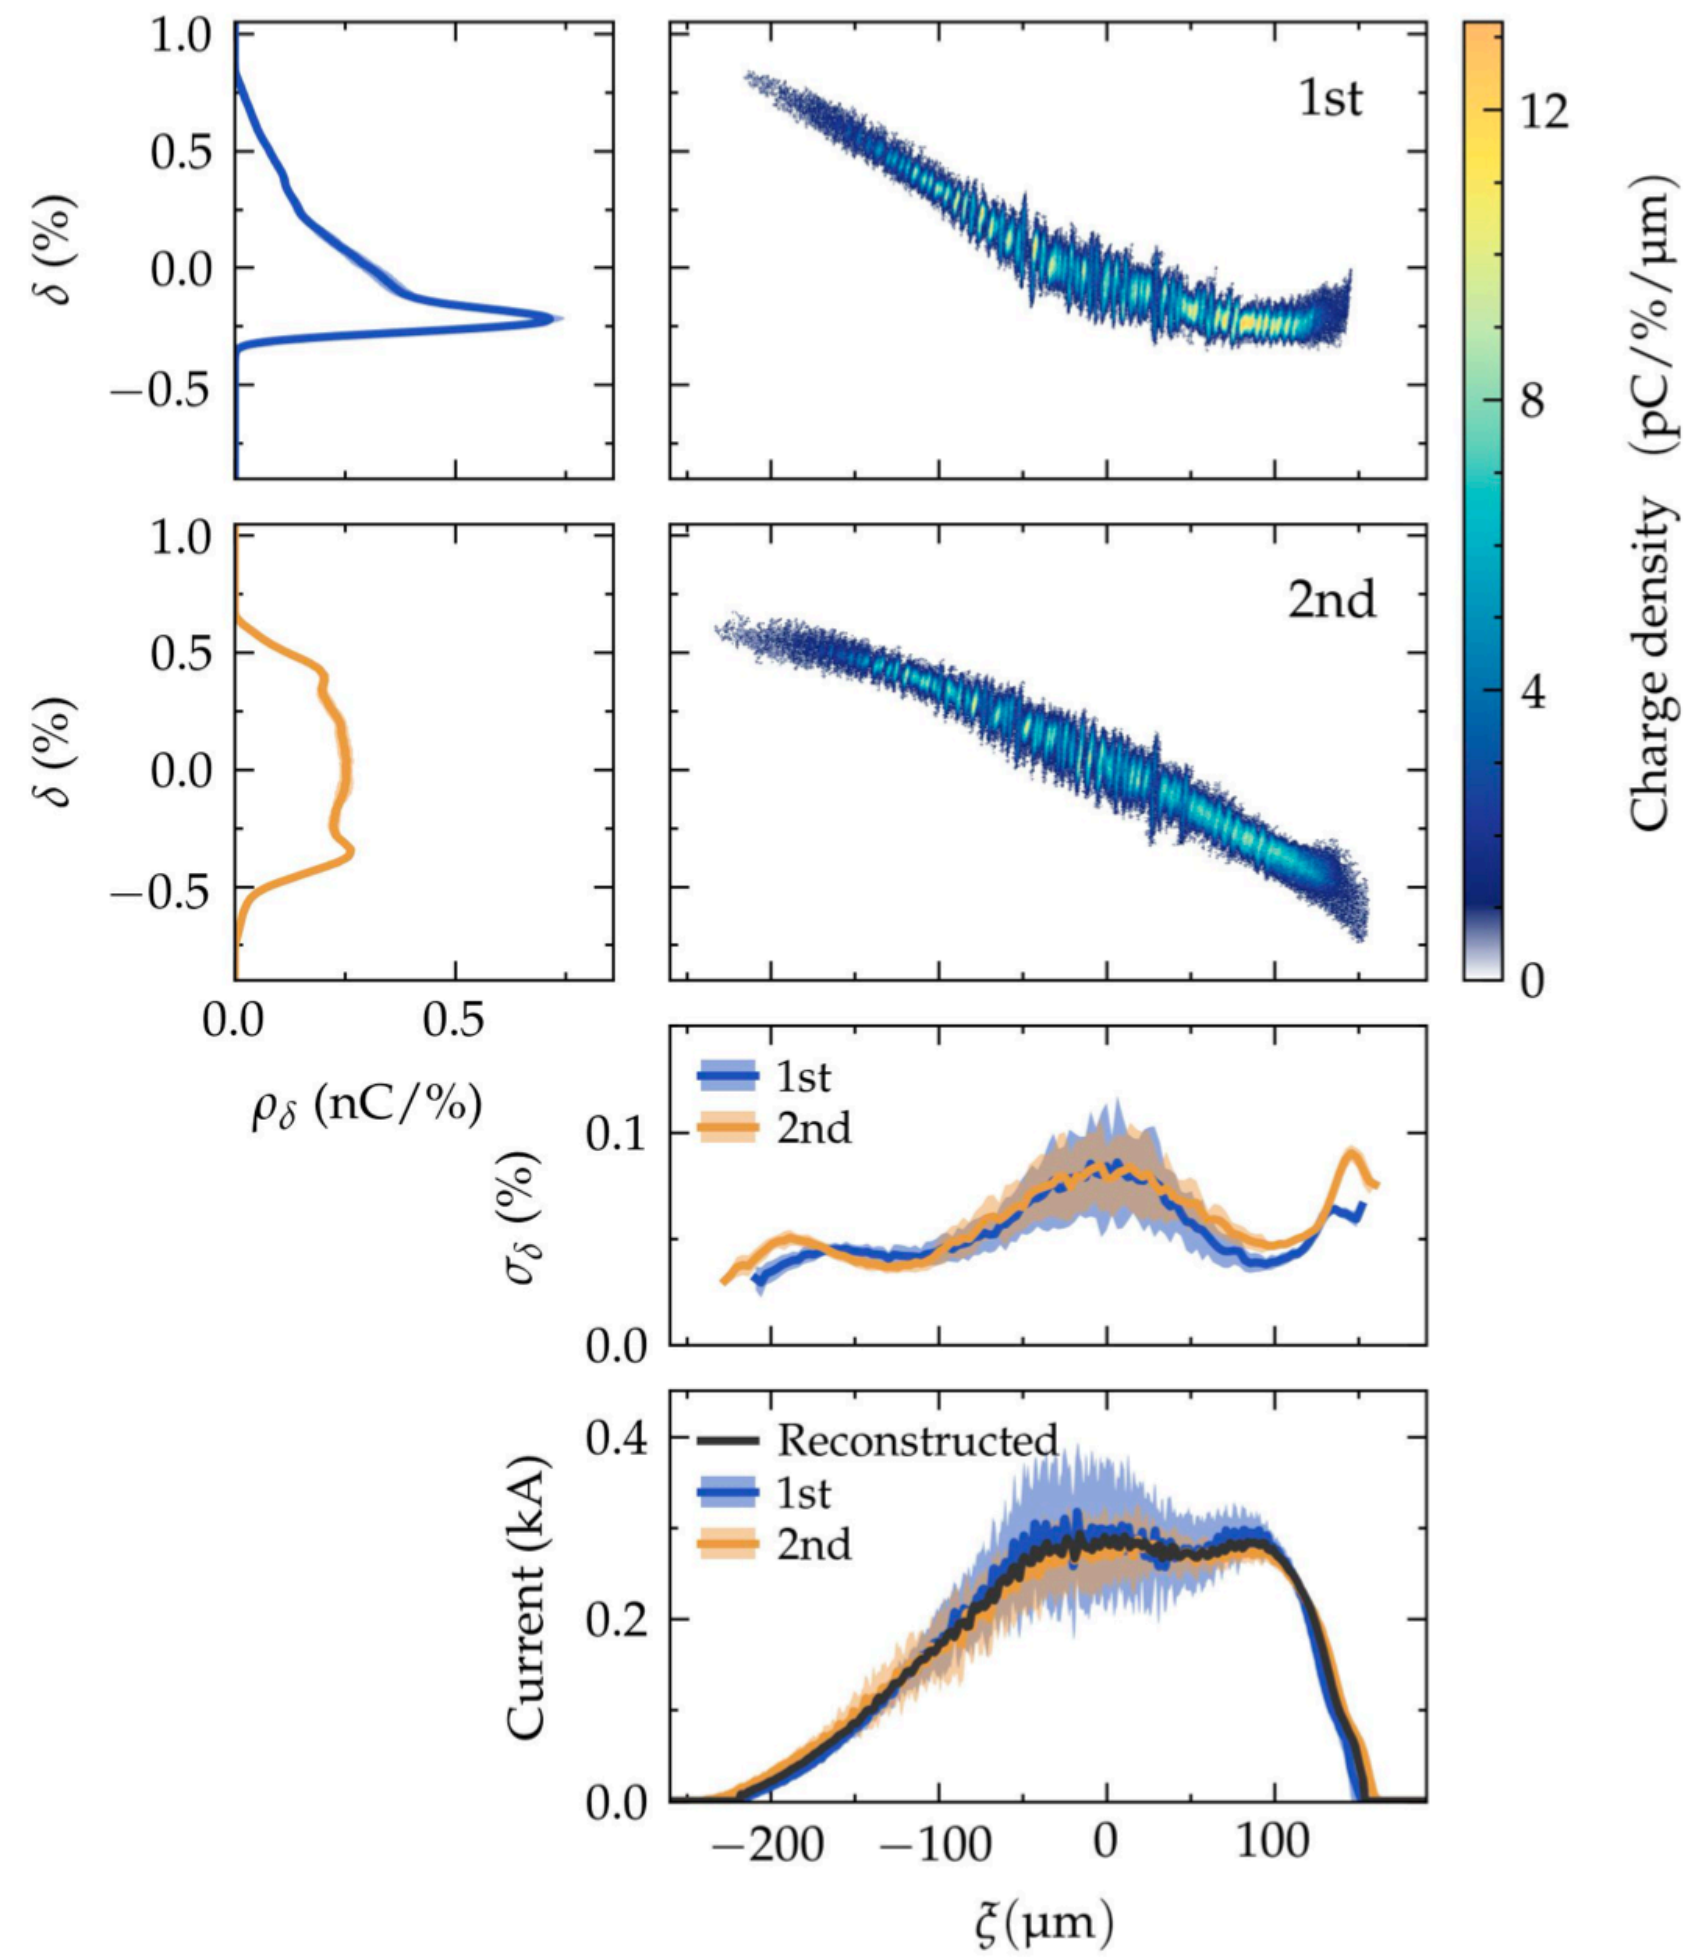 1.0
0.5
0.0
−0.5
δ (%)
1st
12
8
4
0
Charge density (pC/%/µm)
1.0
0.5
0.0
−0.5
δ (%)
2nd
0.0 0.5
ρδ (nC/%)
1st
2nd
0.1
0.0
σδ (%)
Reconstructed
1st
2nd
0.4
0.2
0.0
Current (kA)
−200 −100 0 100
ξ (µm)